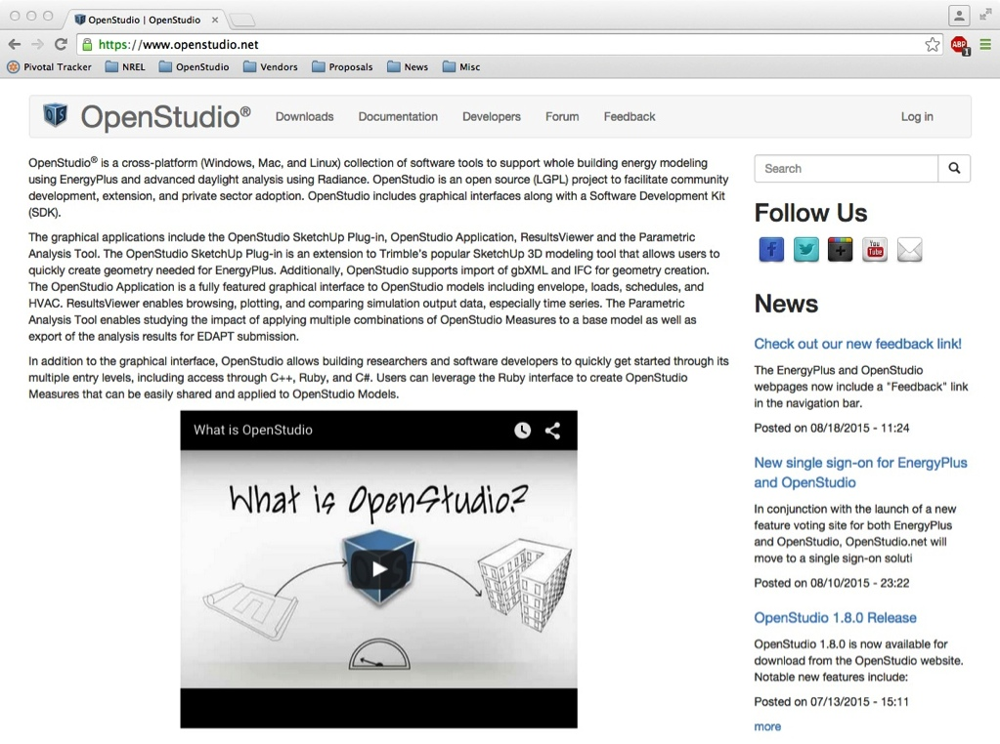 OpenStudio | OpenStudio
https://www.openstudio.net
ABP
1
Pivotal Tracker NREL OpenStudio Vendors Proposals News Misc
OpenStudio® Downloads Documentation Developers Forum Feedback Log in
OpenStudio® is a cross-platform (Windows, Mac, and Linux) collection of software tools to support whole building energy modeling
using EnergyPlus and advanced daylight analysis using Radiance. OpenStudio is an open source (LGPL) project to facilitate community
development, extension, and private sector adoption. OpenStudio includes graphical interfaces along with a Software Development Kit
(SDK).
The graphical applications include the OpenStudio SketchUp Plug-in, OpenStudio Application, ResultsViewer and the Parametric
Analysis Tool. The OpenStudio SketchUp Plug-in is an extension to Trimble's popular SketchUp 3D modeling tool that allows users to
quickly create geometry needed for EnergyPlus. Additionally, OpenStudio supports import of gbXML and IFC for geometry creation.
The OpenStudio Application is a fully featured graphical interface to OpenStudio models including envelope, loads, schedules, and
HVAC. ResultsViewer enables browsing, plotting, and comparing simulation output data, especially time series. The Parametric
Analysis Tool enables studying the impact of applying multiple combinations of OpenStudio Measures to a base model as well as
export of the analysis results for EDAPT submission.
In addition to the graphical interface, OpenStudio allows building researchers and software developers to quickly get started through its
multiple entry levels, including access through C++, Ruby, and C#. Users can leverage the Ruby interface to create OpenStudio
Measures that can be easily shared and applied to OpenStudio Models.
What is OpenStudio
What is OpenStudio?
OS
Search
Follow Us
f
You
Tube
News
Check out our new feedback link!
The EnergyPlus and OpenStudio
webpages now include a "Feedback" link
in the navigation bar.
Posted on 08/18/2015 - 11:24
New single sign-on for EnergyPlus
and OpenStudio
In conjunction with the launch of a new
feature voting site for both EnergyPlus
and OpenStudio, OpenStudio.net will
move to a single sign-on soluti
Posted on 08/10/2015 - 23:22
OpenStudio 1.8.0 Release
OpenStudio 1.8.0 is now available for
download from the OpenStudio website.
Notable new features include:
Posted on 07/13/2015 - 15:11
more